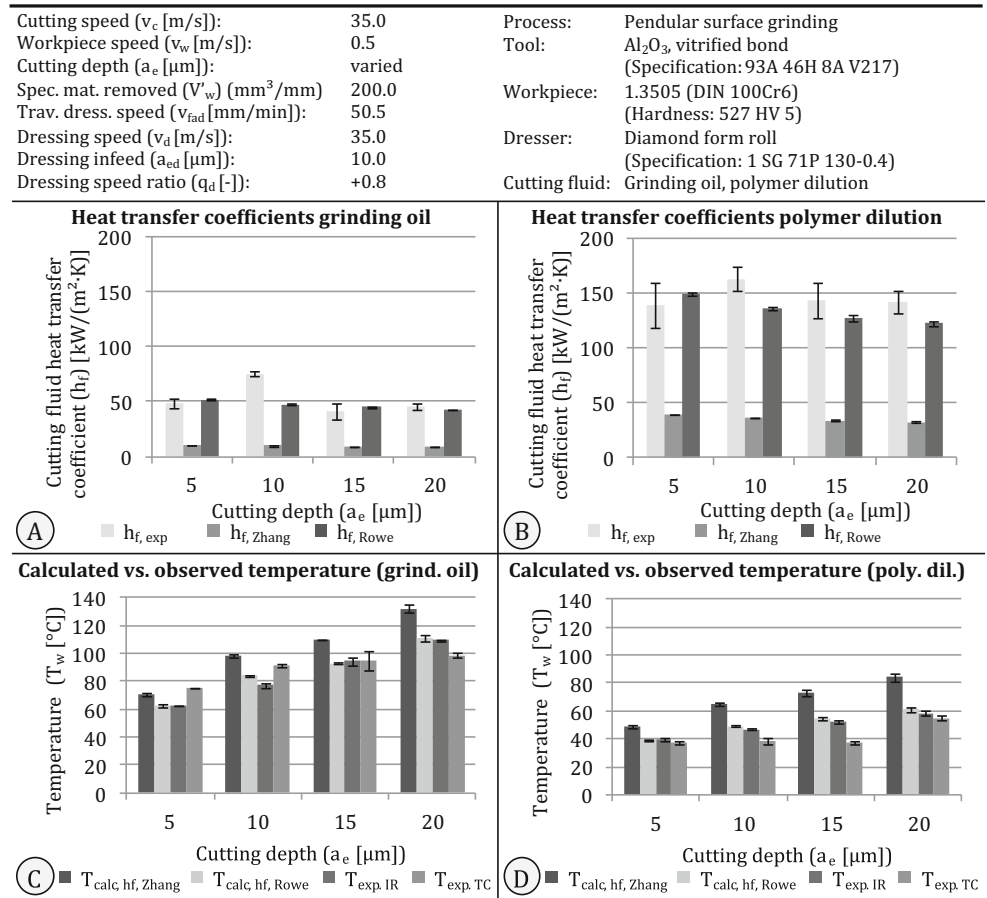 Cutting speed (vc [m/s]): 35.0
Workpiece speed (vw [m/s]): 0.5
Cutting depth (ae [µm]): varied
Spec. mat. removed (V'w) (mm³/mm) 200.0
Trav. dress. speed (vfad [mm/min]): 50.5
Dressing speed (vd [m/s]): 35.0
Dressing infeed (aed [µm]): 10.0
Dressing speed ratio (qd [-]): +0.8
Process: Pendular surface grinding
Tool: Al2O3, vitrified bond
(Specification: 93A 46H 8A V217)
Workpiece: 1.3505 (DIN 100Cr6)
(Hardness: 527 HV 5)
Dresser: Diamond form roll
(Specification: 1 SG 71P 130-0.4)
Cutting fluid: Grinding oil, polymer dilution
Heat transfer coefficients grinding oil
Cutting fluid heat transfer
coefficient (hf) [kW/(m²·K)]
200
150
100
50
0
5 10 15 20
Cutting depth (ae [µm])
A
hf, exp hf, Zhang hf, Rowe
Heat transfer coefficients polymer dilution
Cutting fluid heat transfer
coefficient (hf) [kW/(m²·K)]
200
150
100
50
0
5 10 15 20
Cutting depth (ae [µm])
B
hf, exp hf, Zhang hf, Rowe
Calculated vs. observed temperature (grind. oil)
Temperature (Tw [°C])
140
120
100
80
60
40
20
0
5 10 15 20
Cutting depth (ae [µm])
C
Tcalc, hf, Zhang Tcalc, hf, Rowe Texp. IR Texp. TC
Calculated vs. observed temperature (poly. dil.)
Temperature (Tw [°C])
140
120
100
80
60
40
20
0
5 10 15 20
Cutting depth (ae [µm])
D
Tcalc, hf, Zhang Tcalc, hf, Rowe Texp. IR Texp. TC